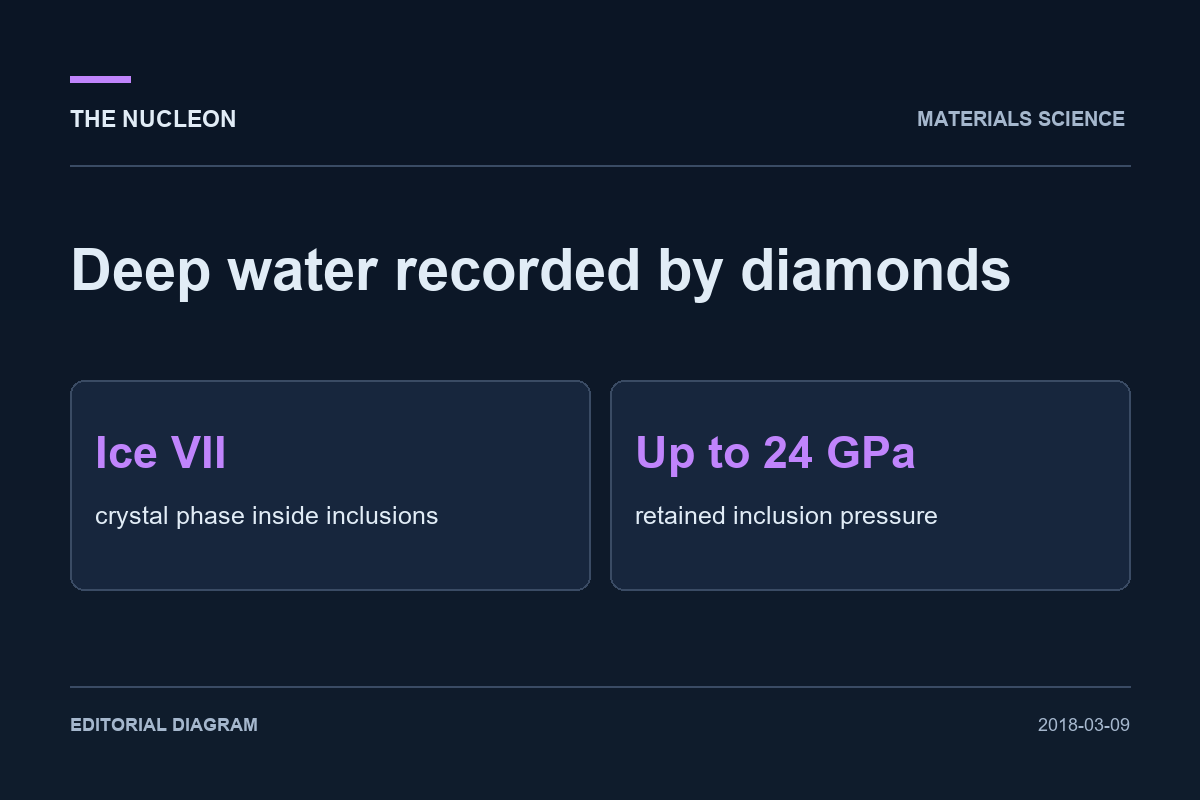 THE NUCLEON
MATERIALS SCIENCE
Deep water recorded by diamonds
Ice VII
crystal phase inside inclusions
Up to 24 GPa
retained inclusion pressure
EDITORIAL DIAGRAM
2018-03-09